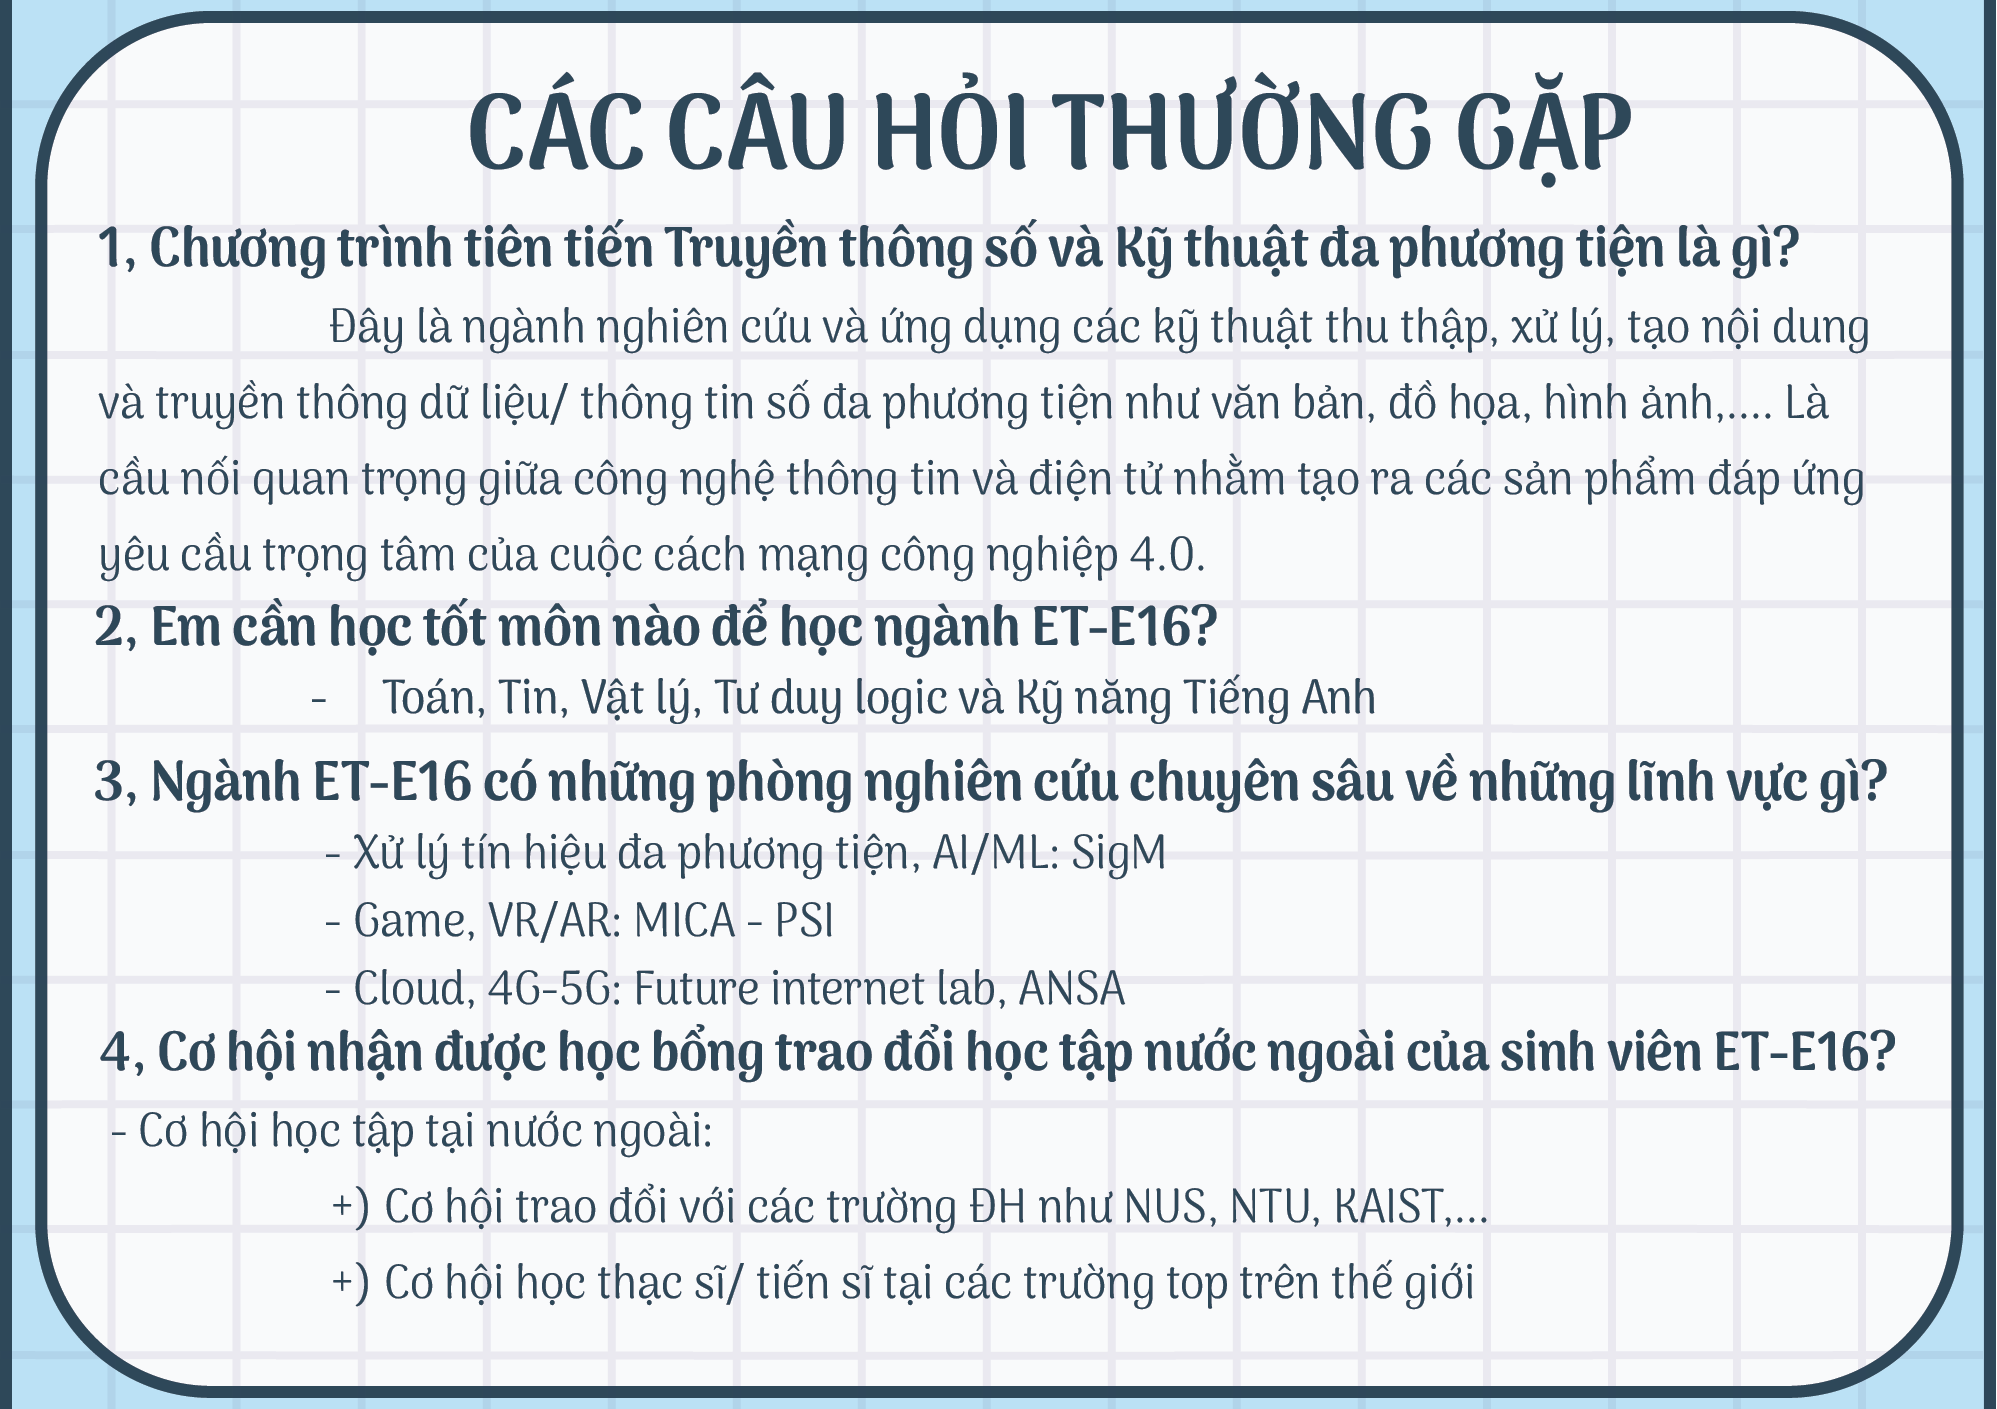 CÁC CÂU HỎI THƯỜNG GẶP
1, Chương trình tiên tiến Truyền thông số và Kỹ thuật đa phương tiện là gì?
Đây là ngành nghiên cứu và ứng dụng các kỹ thuật thu thập, xử lý, tạo nội dung
và truyền thông dữ liệu/ thông tin số đa phương tiện như văn bản, đồ họa, hình ảnh,.... Là
cầu nối quan trọng giữa công nghệ thông tin và điện tử nhằm tạo ra các sản phẩm đáp ứng
yêu cầu trọng tâm của cuộc cách mạng công nghiệp 4.0.
2, Em cần học tốt môn nào để học ngành ET-E16?
- Toán, Tin, Vật lý, Tư duy logic và Kỹ năng Tiếng Anh
3, Ngành ET-E16 có những phòng nghiên cứu chuyên sâu về những lĩnh vực gì?
- Xử lý tín hiệu đa phương tiện, AI/ML: SigM
- Game, VR/AR: MICA - PSI
- Cloud, 4G-5G: Future internet lab, ANSA
4, Cơ hội nhận được học bổng trao đổi học tập nước ngoài của sinh viên ET-E16?
- Cơ hội học tập tại nước ngoài:
+) Cơ hội trao đổi với các trường ĐH như NUS, NTU, KAIST,...
+) Cơ hội học thạc sĩ/ tiến sĩ tại các trường top trên thế giới